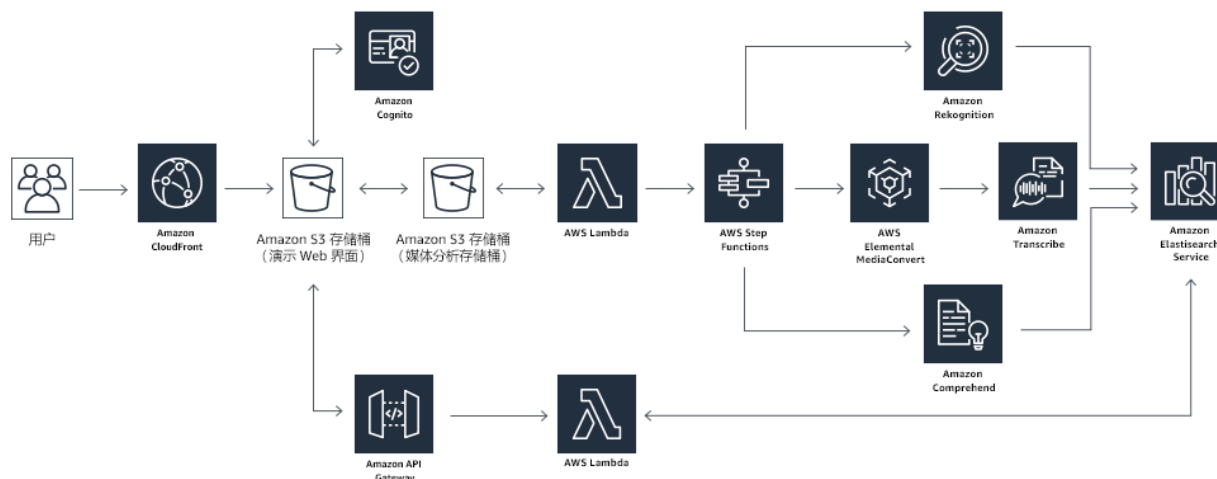 Amazon
Cognito
Amazon
Rekognition
用户
Amazon
CloudFront
Amazon S3 存储桶
（演示 Web 界面）
Amazon S3 存储桶
（媒体分析存储桶）
AWS Lambda
AWS Step
Functions
AWS
Elemental
MediaConvert
Amazon
Transcribe
Amazon
Elastisearch
Service
Amazon
Comprehend
Amazon API
Gateway
AWS Lambda